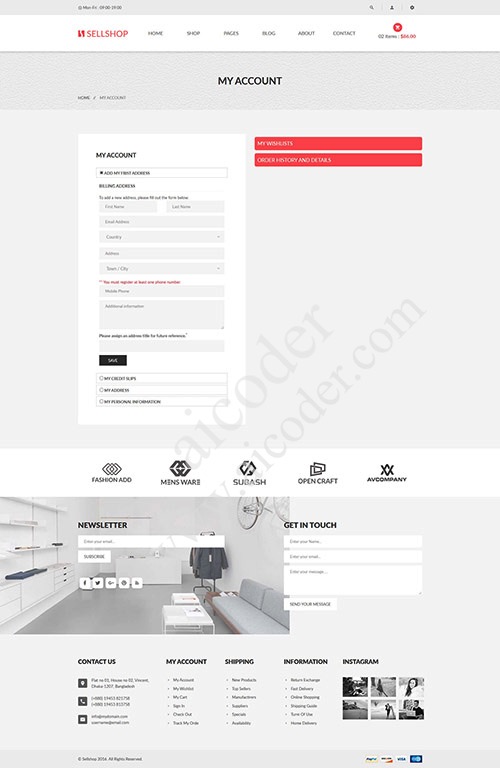 Mon-Fri : 09:00-19:00
SELLSHOP
HOME SHOP PAGES BLOG ABOUT CONTACT
02 Items : $86.00
MY ACCOUNT
HOME / MY ACCOUNT
MY ACCOUNT
ADD MY FIRST ADDRESS
BILLING ADDRESS
To add a new address, please fill out the form below.
First Name Last Name
Email Address
Country
Address
Town / City
** You must register at least one phone number
Mobile Phone
Additional information
Please assign an address title for future reference.*
SAVE
MY CREDIT SLIPS
MY ADDRESS
MY PERSONAL INFORMATION
MY WISHLISTS
ORDER HISTORY AND DETAILS
aicoder
www.aicoder.com
FASHION ADD
MENS WARE
SUBASH
OPEN CRAFT
AVCOMPANY
NEWSLETTER
Enter your email...
SUBSCRIBE
GET IN TOUCH
Enter your Name...
Enter your email...
Enter your message ...
SEND YOUR MESSAGE
CONTACT US
Flat no 01, House no 02, Vincent,
Dhaka 1207, Bangladesh
(+880) 19453 821758
(+880) 19453 821758
info@mydomain.com
username@email.com
MY ACCOUNT
My Account
My Wishlist
My Cart
Sign In
Check Out
Track My Orde
SHIPPING
New Products
Top Sellers
Manufactirers
Suppliers
Specials
Availability
INFORMATION
Return Exchange
Fast Delivery
Online Shopping
Shipping Guide
Turm Of Use
Home Delivery
INSTAGRAM
© Sellshop 2016. All Rights Reserved.
PayPal
VISA